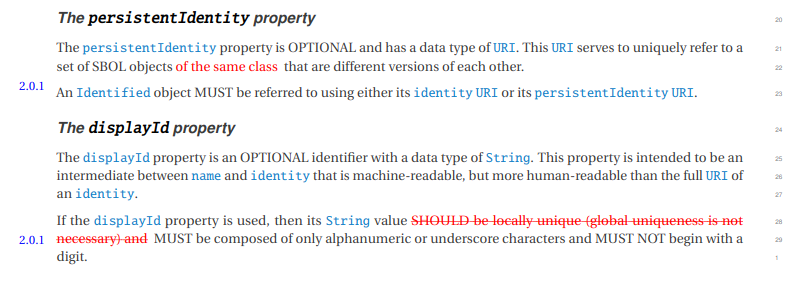 The persistentIdentity property 20
The persistentIdentity property is OPTIONAL and has a data type of URI. This URI serves to uniquely refer to a 21
set of SBOL objects of the same class that are different versions of each other. 22
2.0.1 An Identified object MUST be referred to using either its identity URI or its persistentIdentity URI. 23
The displayId property 24
The displayId property is an OPTIONAL identifier with a data type of String. This property is intended to be an 25
intermediate between name and identity that is machine-readable, but more human-readable than the full URI of 26
an identity. 27
If the displayId property is used, then its String value SHOULD be locally unique (global uniqueness is not 28
2.0.1 necessary) and MUST be composed of only alphanumeric or underscore characters and MUST NOT begin with a 29
digit. 1